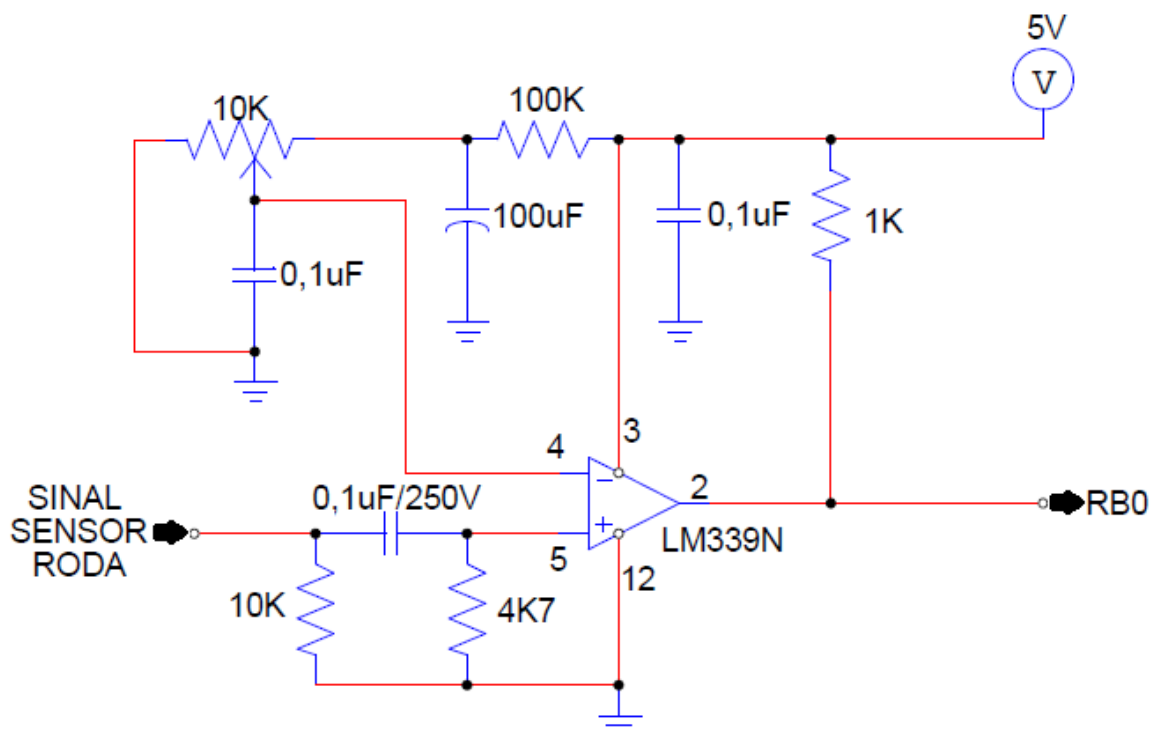 5V
V
10K
100K
100uF
0,1uF
1K
0,1uF
3
4
SINAL
SENSOR
RODA
0,1uF/250V
2
RB0
5
LM339N
12
10K
4K7